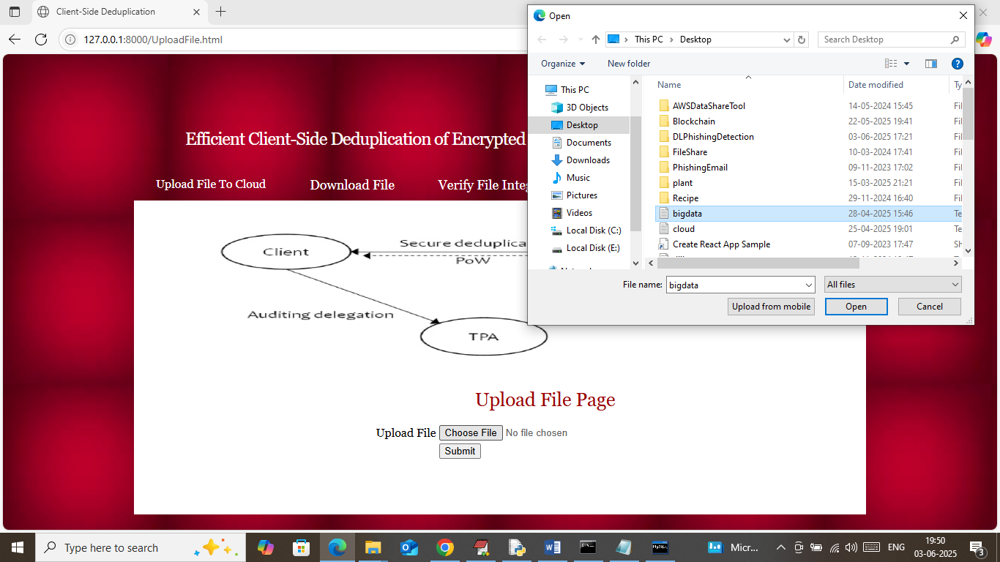 Client-Side Deduplication
127.0.0.1:8000/UploadFile.html
Efficient Client-Side Deduplication of Encrypted
Upload File To Cloud
Download File
Verify File Integ
Client
Secure deduplica
PoW
Auditing delegation
TPA
Upload File Page
Upload File
Choose File
No file chosen
Submit
Open
This PC
Desktop
Search Desktop
Organize
New folder
This PC
3D Objects
Desktop
Documents
Downloads
Music
Pictures
Videos
Local Disk (C:)
Local Disk (E:)
Name Date modified Ty
AWSDataShareTool 14-05-2024 15:45 Fil
Blockchain 22-05-2025 19:41 Fil
DLPhishingDetection 03-06-2025 17:21 Fil
FileShare 10-03-2024 17:41 Fil
PhishingEmail 09-11-2023 17:02 Fil
plant 15-03-2025 21:21 Fil
Recipe 29-11-2024 16:40 Fil
bigdata 28-04-2025 15:46 Te
cloud 25-04-2025 19:01 Te
Create React App Sample 07-09-2023 17:47 Sh
File name: bigdata
All files
Upload from mobile
Open
Cancel
Type here to search
Micr...
ENG
19:50
03-06-2025
3